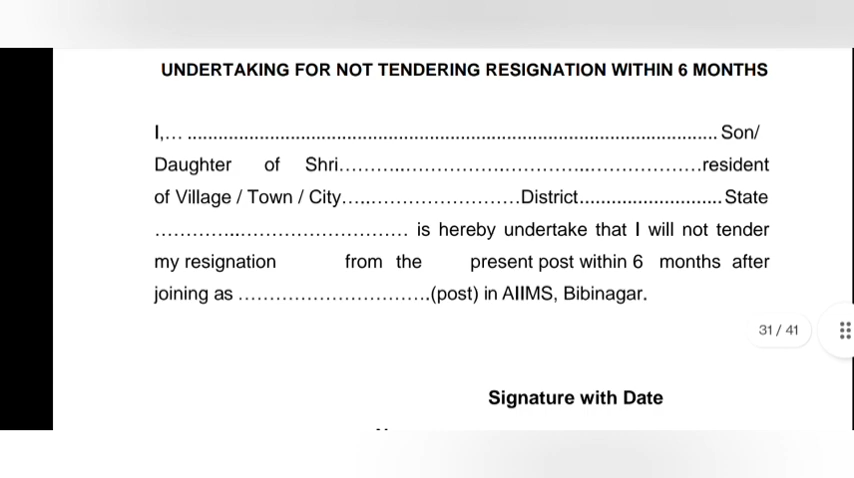 UNDERTAKING FOR NOT TENDERING RESIGNATION WITHIN 6 MONTHS
I,… ........................................................................................................ Son/
Daughter of Shri………..……………….……………..……………….resident
of Village / Town / City…..…………………….District...........................State
…………..……………………… is hereby undertake that I will not tender
my resignation from the present post within 6 months after
joining as ………………………….(post) in AIIMS, Bibinagar.
31 / 41
Signature with Date